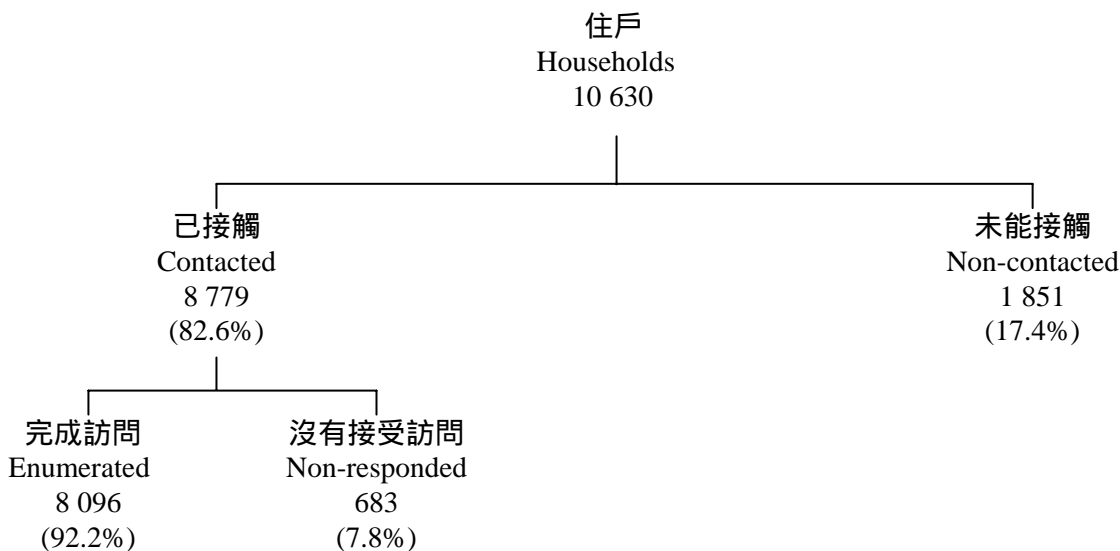 住戶
Households
10 630
已接觸
Contacted
8 779
(82.6%)
未能接觸
Non-contacted
1 851
(17.4%)
完成訪問
Enumerated
8 096
(92.2%)
沒有接受訪問
Non-responded
683
(7.8%)